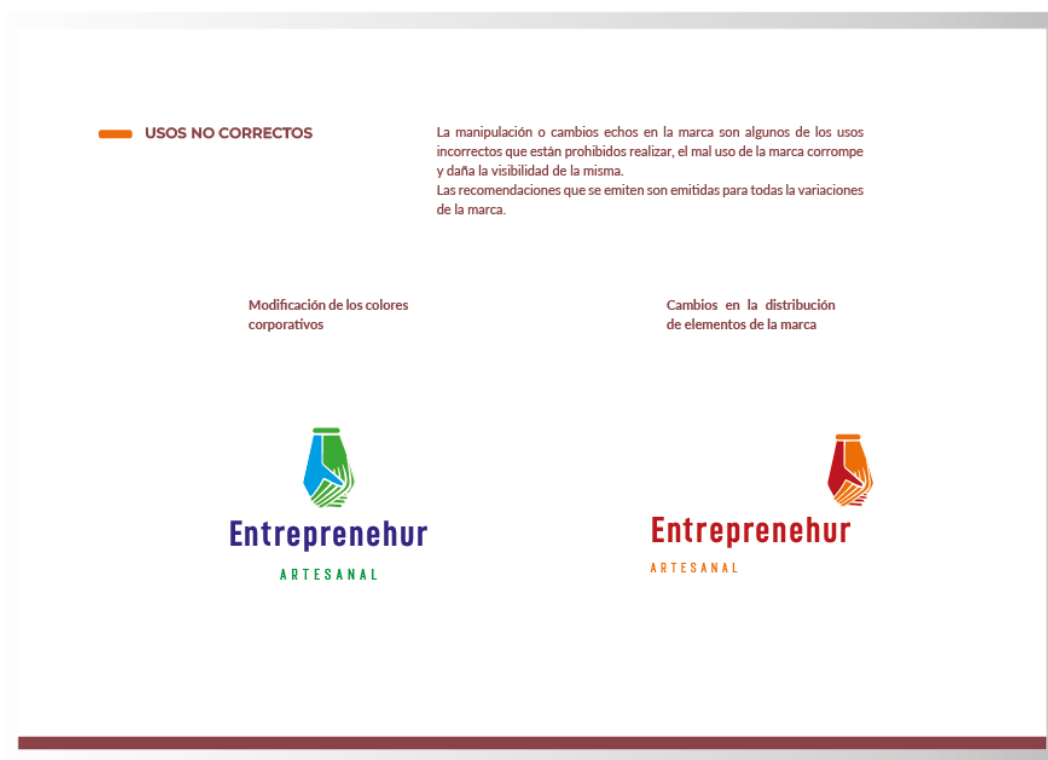 USOS NO CORRECTOS
La manipulación o cambios echos en la marca son algunos de los usos
incorrectos que están prohibidos realizar, el mal uso de la marca corrompe
y daña la visibilidad de la misma.
Las recomendaciones que se emiten son emitidas para todas la variaciones
de la marca.
Modificación de los colores
corporativos
Cambios en la distribución
de elementos de la marca
Entreprenehur
ARTESANAL
Entreprenehur
ARTESANAL